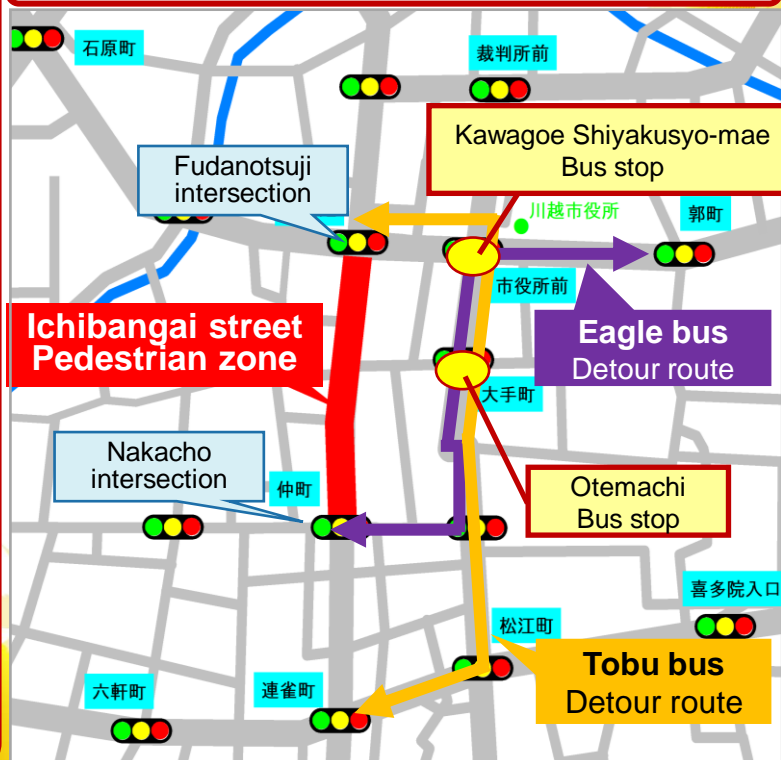 石原町
裁判所前
Kawagoe Shiyakusyo-mae
Bus stop
Fudanotsuji
intersection
川越市役所
郭町
市役所前
Ichibangai street
Pedestrian zone
Eagle bus
Detour route
大手町
Nakacho
intersection
仲町
Otemachi
Bus stop
喜多院入口
松江町
Tobu bus
Detour route
六軒町
連雀町